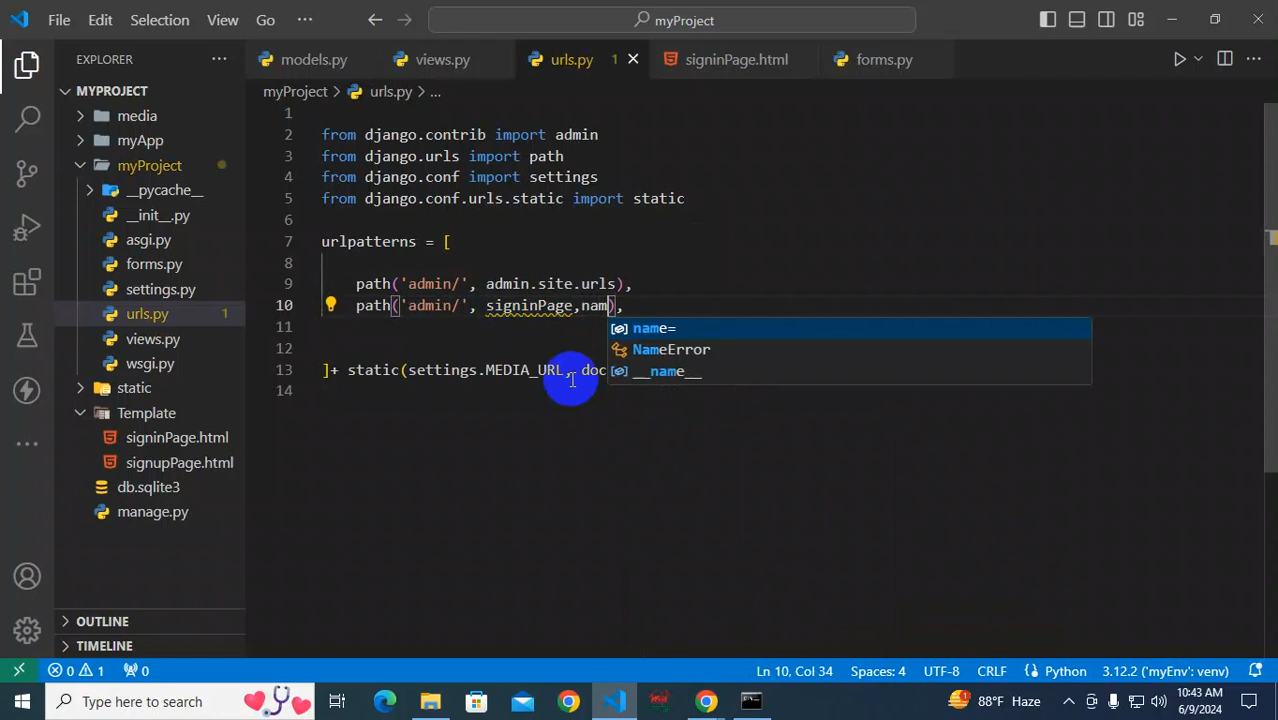 File Edit Selection View Go ··· myProject
EXPLORER ···
models.py views.py urls.py 1 signinPage.html forms.py
MYPROJECT
media
myApp
myProject
__pycache__
__init__.py
asgi.py
forms.py
settings.py
urls.py 1
views.py
wsgi.py
static
Template
signinPage.html
signupPage.html
db.sqlite3
manage.py
OUTLINE
TIMELINE
myProject > urls.py > ...
1
2 from django.contrib import admin
3 from django.urls import path
4 from django.conf import settings
5 from django.conf.urls.static import static
6
7 urlpatterns = [
8
9 path('admin/', admin.site.urls),
10 path('admin/', signinPage,nam),
11
12
13 ]+ static(settings.MEDIA_URL, doc
14
name=
NameError
__name__
0 1 0 Ln 10, Col 34 Spaces: 4 UTF-8 CRLF Python 3.12.2 ('myEnv': venv)
Type here to search 88°F Haze 10:43 AM
6/9/2024